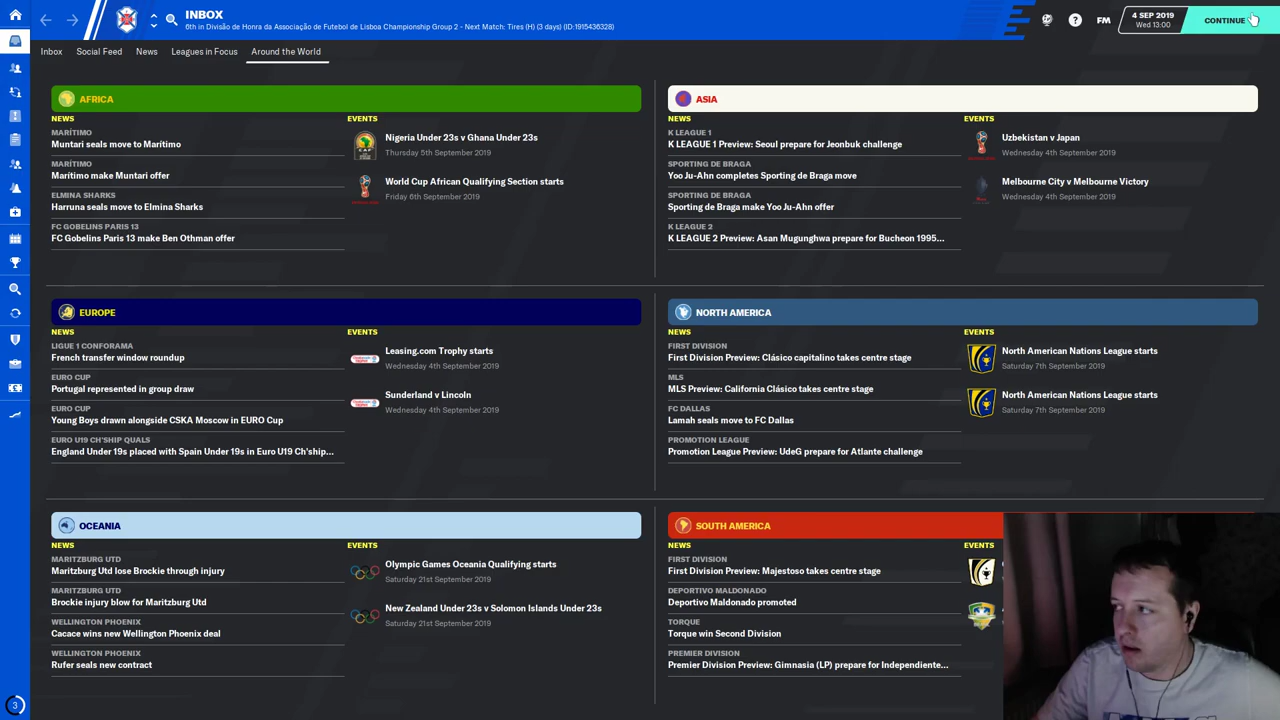 INBOX
6th in Divisão de Honra da Associação de Futebol de Lisboa Championship Group 2 - Next Match: Tires (H) (3 days) (ID:1915436328)
?
FM
4 SEP 2019
Wed 13:00
CONTINUE
Inbox
Social Feed
News
Leagues in Focus
Around the World
AFRICA
NEWS
MARÍTIMO
Muntari seals move to Marítimo
MARÍTIMO
Marítimo make Muntari offer
ELMINA SHARKS
Harruna seals move to Elmina Sharks
FC GOBELINS PARIS 13
FC Gobelins Paris 13 make Ben Othman offer
EVENTS
Nigeria Under 23s v Ghana Under 23s
Thursday 5th September 2019
World Cup African Qualifying Section starts
Friday 6th September 2019
ASIA
NEWS
K LEAGUE 1
K LEAGUE 1 Preview: Seoul prepare for Jeonbuk challenge
SPORTING DE BRAGA
Yoo Ju-Ahn completes Sporting de Braga move
SPORTING DE BRAGA
Sporting de Braga make Yoo Ju-Ahn offer
K LEAGUE 2
K LEAGUE 2 Preview: Asan Mugunghwa prepare for Bucheon 1995...
EVENTS
Uzbekistan v Japan
Wednesday 4th September 2019
Melbourne City v Melbourne Victory
Wednesday 4th September 2019
EUROPE
NEWS
LIGUE 1 CONFORAMA
French transfer window roundup
EURO CUP
Portugal represented in group draw
EURO CUP
Young Boys drawn alongside CSKA Moscow in EURO Cup
EURO U19 CH'SHIP QUALS
England Under 19s placed with Spain Under 19s in Euro U19 Ch'ship...
EVENTS
Leasing.com Trophy starts
Wednesday 4th September 2019
Sunderland v Lincoln
Wednesday 4th September 2019
NORTH AMERICA
NEWS
FIRST DIVISION
First Division Preview: Clásico capitalino takes centre stage
MLS
MLS Preview: California Clásico takes centre stage
FC DALLAS
Lamah seals move to FC Dallas
PROMOTION LEAGUE
Promotion League Preview: UdeG prepare for Atlante challenge
EVENTS
North American Nations League starts
Saturday 7th September 2019
North American Nations League starts
Saturday 7th September 2019
OCEANIA
NEWS
MARITZBURG UTD
Maritzburg Utd lose Brockie through injury
MARITZBURG UTD
Brockie injury blow for Maritzburg Utd
WELLINGTON PHOENIX
Cacace wins new Wellington Phoenix deal
WELLINGTON PHOENIX
Rufer seals new contract
EVENTS
Olympic Games Oceania Qualifying starts
Saturday 21st September 2019
New Zealand Under 23s v Solomon Islands Under 23s
Saturday 21st September 2019
SOUTH AMERICA
NEWS
FIRST DIVISION
First Division Preview: Majestoso takes centre stage
DEPORTIVO MALDONADO
Deportivo Maldonado promoted
TORQUE
Torque win Second Division
PREMIER DIVISION
Premier Division Preview: Gimnasia (LP) prepare for Independiente...
EVENTS
3